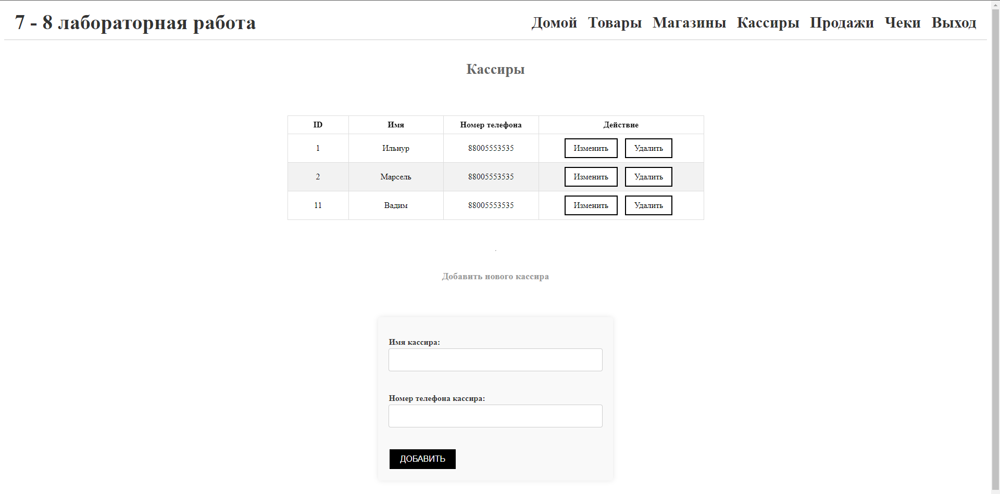 7 - 8 лабораторная работа Домой Товары Магазины Кассиры Продажи Чеки Выход
Кассиры
ID Имя Номер телефона Действие
1 Ильнур 88005553535 Изменить Удалить
2 Марсель 88005553535 Изменить Удалить
11 Вадим 88005553535 Изменить Удалить
.
Добавить нового кассира
Имя кассира:
Номер телефона кассира:
ДОБАВИТЬ